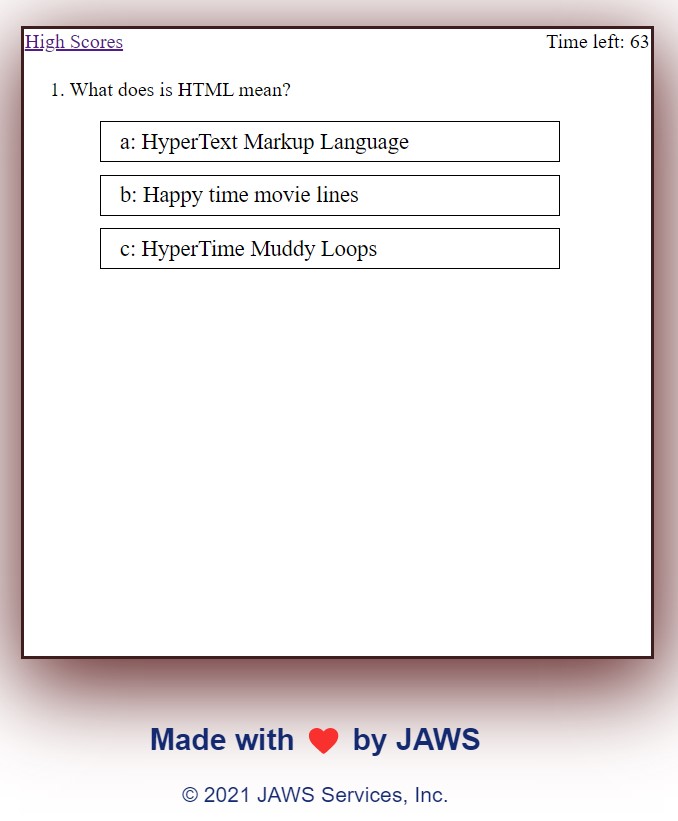 High Scores Time left: 63
1. What does is HTML mean?
a: HyperText Markup Language
b: Happy time movie lines
c: HyperTime Muddy Loops
Made with ❤ by JAWS
© 2021 JAWS Services, Inc.